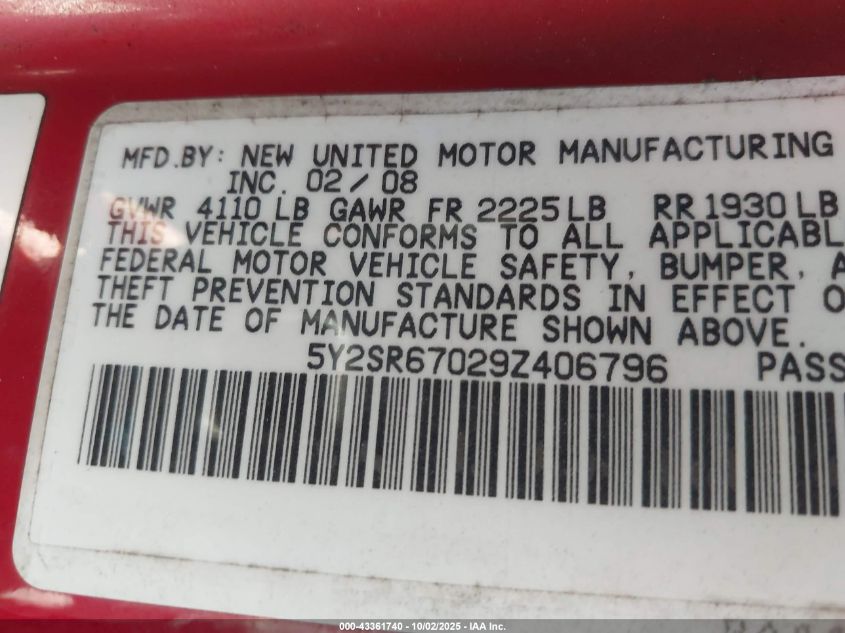 MFD.BY: NEW UNITED MOTOR MANUFACTURING
INC. 02/08
GVWR 4110 LB GAWR FR 2225 LB RR 1930 LB
THIS VEHICLE CONFORMS TO ALL APPLICABL
FEDERAL MOTOR VEHICLE SAFETY, BUMPER, A
THEFT PREVENTION STANDARDS IN EFFECT O
THE DATE OF MANUFACTURE SHOWN ABOVE.
5Y2SR67029Z406796 PASS
000-43361740 - 10/02/2025 - IAA Inc.